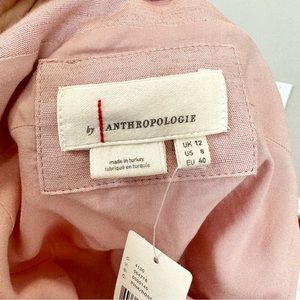 by ANTHROPOLOGIE
made in turkey
fabriqué en turquie
UK 12
US 8
EU 40